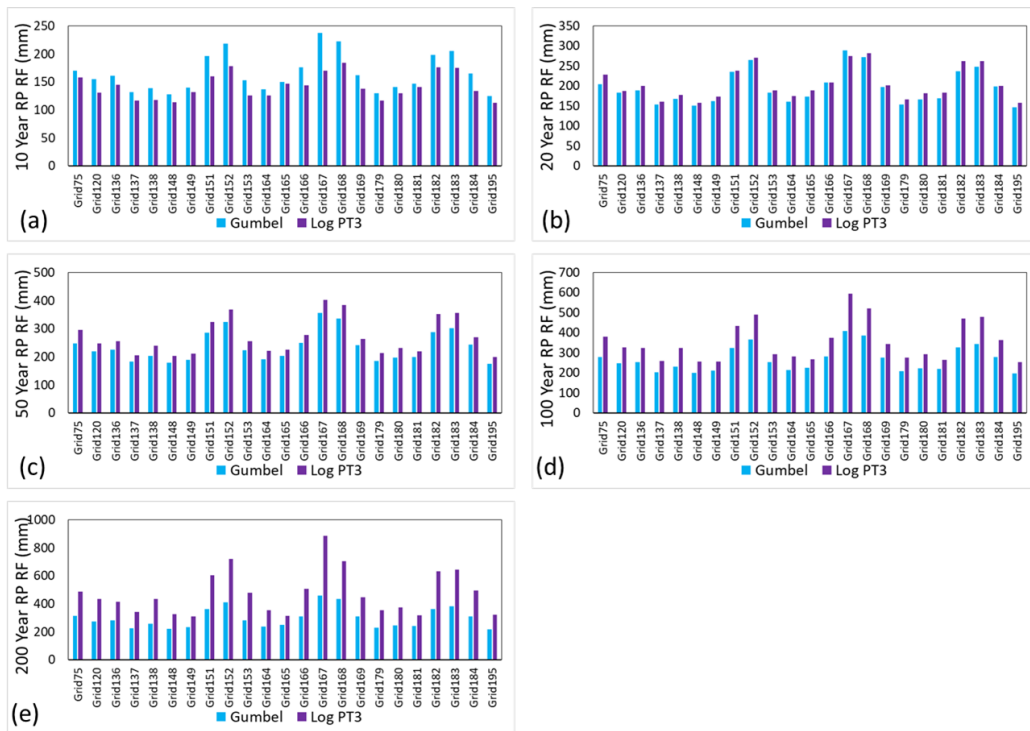 10 Year RP RF (mm)
250
200
150
100
50
0
Grid75
Grid120
Grid136
Grid137
Grid138
Grid148
Grid149
Grid151
Grid152
Grid153
Grid164
Grid165
Grid166
Grid167
Grid168
Grid169
Grid179
Grid180
Grid181
Grid182
Grid183
Grid184
Grid195
(a)
Gumbel Log PT3
20 Year RP RF (mm)
350
300
250
200
150
100
50
0
Grid75
Grid120
Grid136
Grid137
Grid138
Grid148
Grid149
Grid151
Grid152
Grid153
Grid164
Grid165
Grid166
Grid167
Grid168
Grid169
Grid179
Grid180
Grid181
Grid182
Grid183
Grid184
Grid195
(b)
Gumbel Log PT3
50 Year RP RF (mm)
500
400
300
200
100
0
Grid75
Grid120
Grid136
Grid137
Grid138
Grid148
Grid149
Grid151
Grid152
Grid153
Grid164
Grid165
Grid166
Grid167
Grid168
Grid169
Grid179
Grid180
Grid181
Grid182
Grid183
Grid184
Grid195
(c)
Gumbel Log PT3
100 Year RP RF (mm)
700
600
500
400
300
200
100
0
Grid75
Grid120
Grid136
Grid137
Grid138
Grid148
Grid149
Grid151
Grid152
Grid153
Grid164
Grid165
Grid166
Grid167
Grid168
Grid169
Grid179
Grid180
Grid181
Grid182
Grid183
Grid184
Grid195
(d)
Gumbel Log PT3
200 Year RP RF (mm)
1000
800
600
400
200
0
Grid75
Grid120
Grid136
Grid137
Grid138
Grid148
Grid149
Grid151
Grid152
Grid153
Grid164
Grid165
Grid166
Grid167
Grid168
Grid169
Grid179
Grid180
Grid181
Grid182
Grid183
Grid184
Grid195
(e)
Gumbel Log PT3